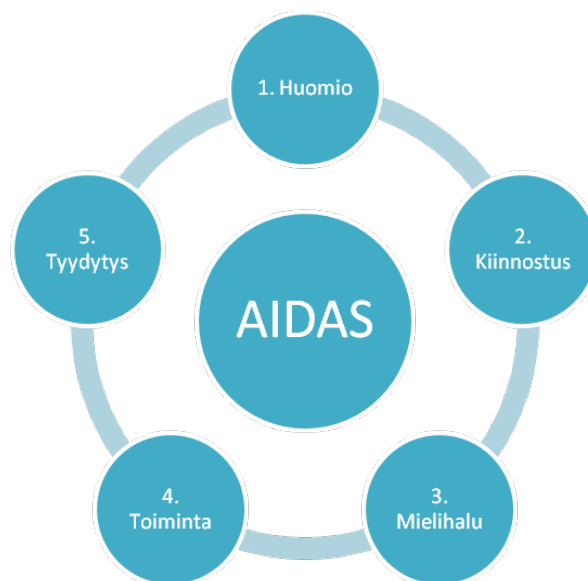 1. Huomio
2.
Kiinnostus
3.
Mielihalu
4.
Toiminta
5.
Tyydytys
AIDAS